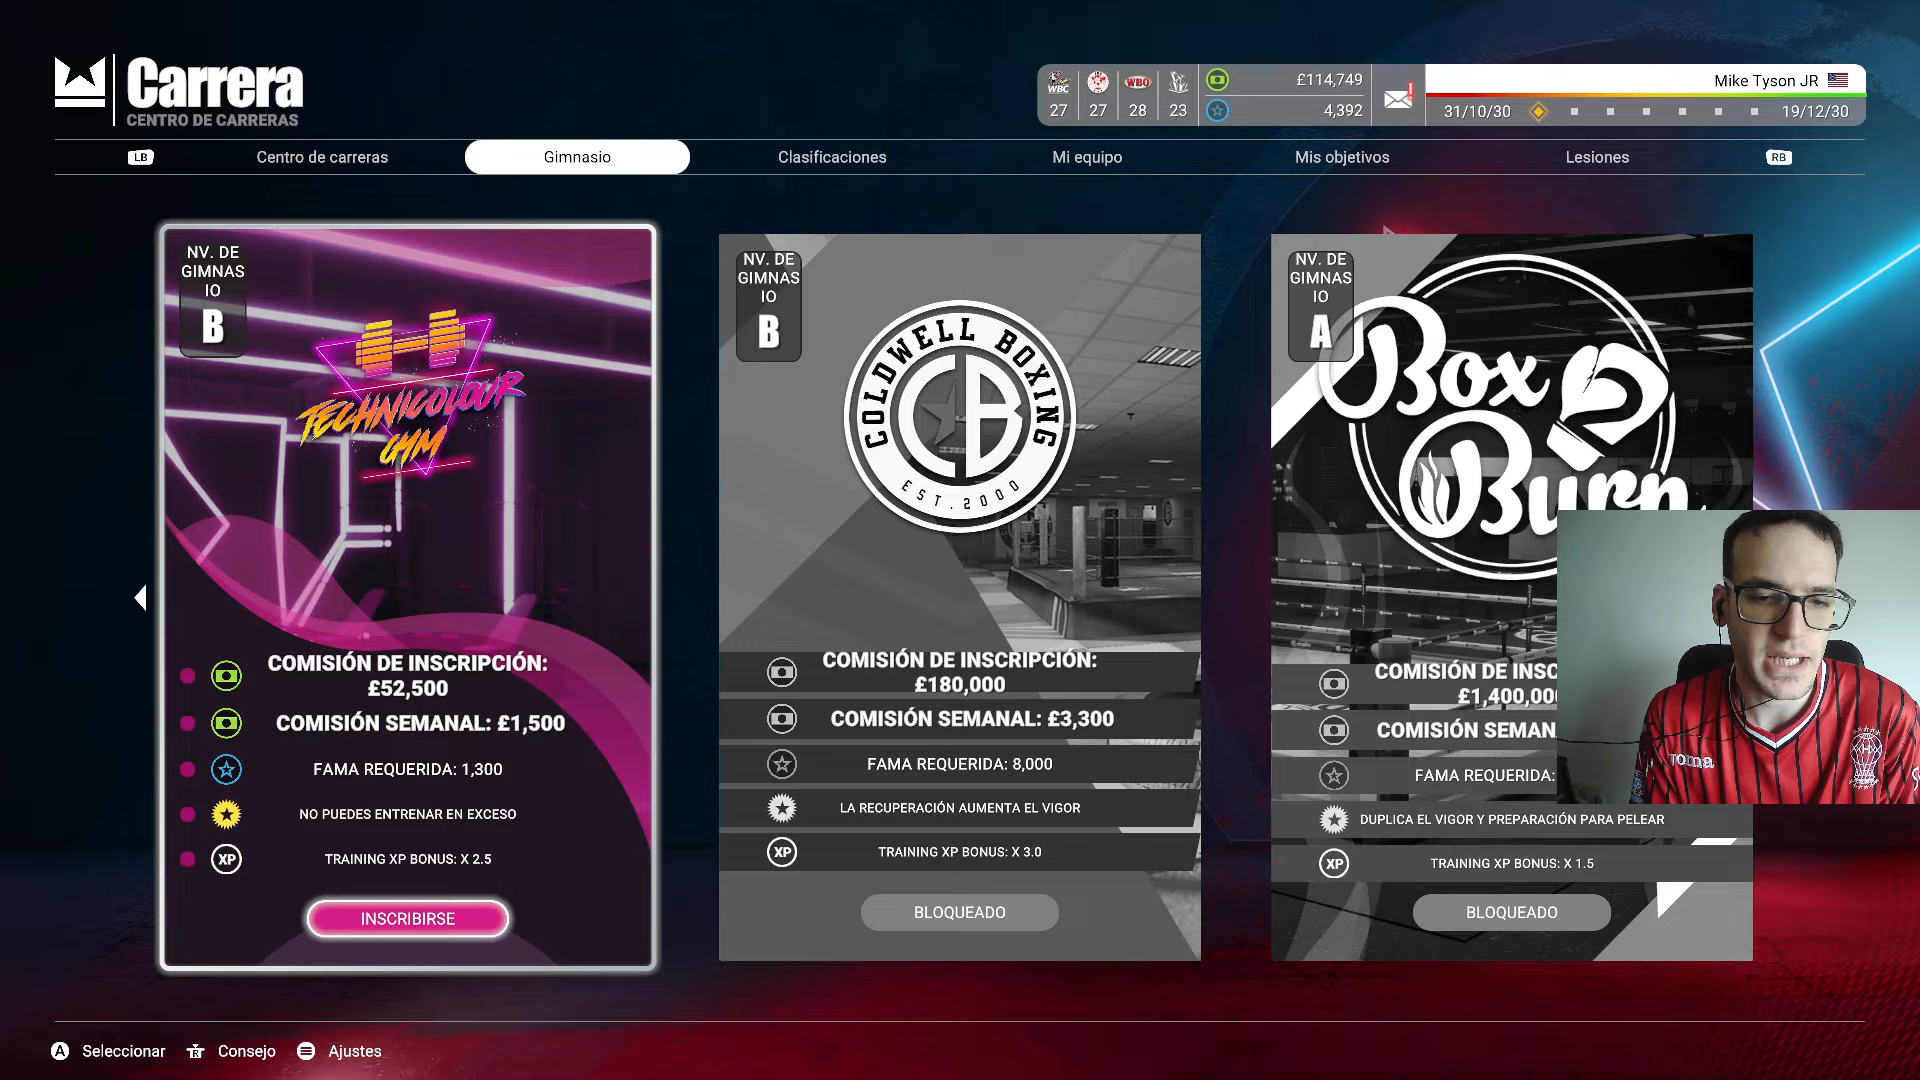 Carrera
CENTRO DE CARRERAS
WBC
27
27
WBO
28
23
£114,749
4,392
Mike Tyson JR
31/10/30
19/12/30
LB
Centro de carreras
Gimnasio
Clasificaciones
Mi equipo
Mis objetivos
Lesiones
RB
NV. DE
GIMNAS
IO
B
TECHNICOLOUR
GYM
COMISIÓN DE INSCRIPCIÓN:
£52,500
COMISIÓN SEMANAL: £1,500
FAMA REQUERIDA: 1,300
NO PUEDES ENTRENAR EN EXCESO
XP
TRAINING XP BONUS: X 2.5
INSCRIBIRSE
NV. DE
GIMNAS
IO
B
COLDWELL BOXING
CB
EST. 2000
COMISIÓN DE INSCRIPCIÓN:
£180,000
COMISIÓN SEMANAL: £3,300
FAMA REQUERIDA: 8,000
LA RECUPERACIÓN AUMENTA EL VIGOR
XP
TRAINING XP BONUS: X 3.0
BLOQUEADO
NV. DE
GIMNAS
IO
A
Box
Burn
COMISIÓN DE INSC
£1,400,00
COMISIÓN SEMAN
FAMA REQUERIDA:
DUPLICA EL VIGOR Y PREPARACIÓN PARA PELEAR
XP
TRAINING XP BONUS: X 1.5
BLOQUEADO
Joma
A Seleccionar
R Consejo
Ajustes